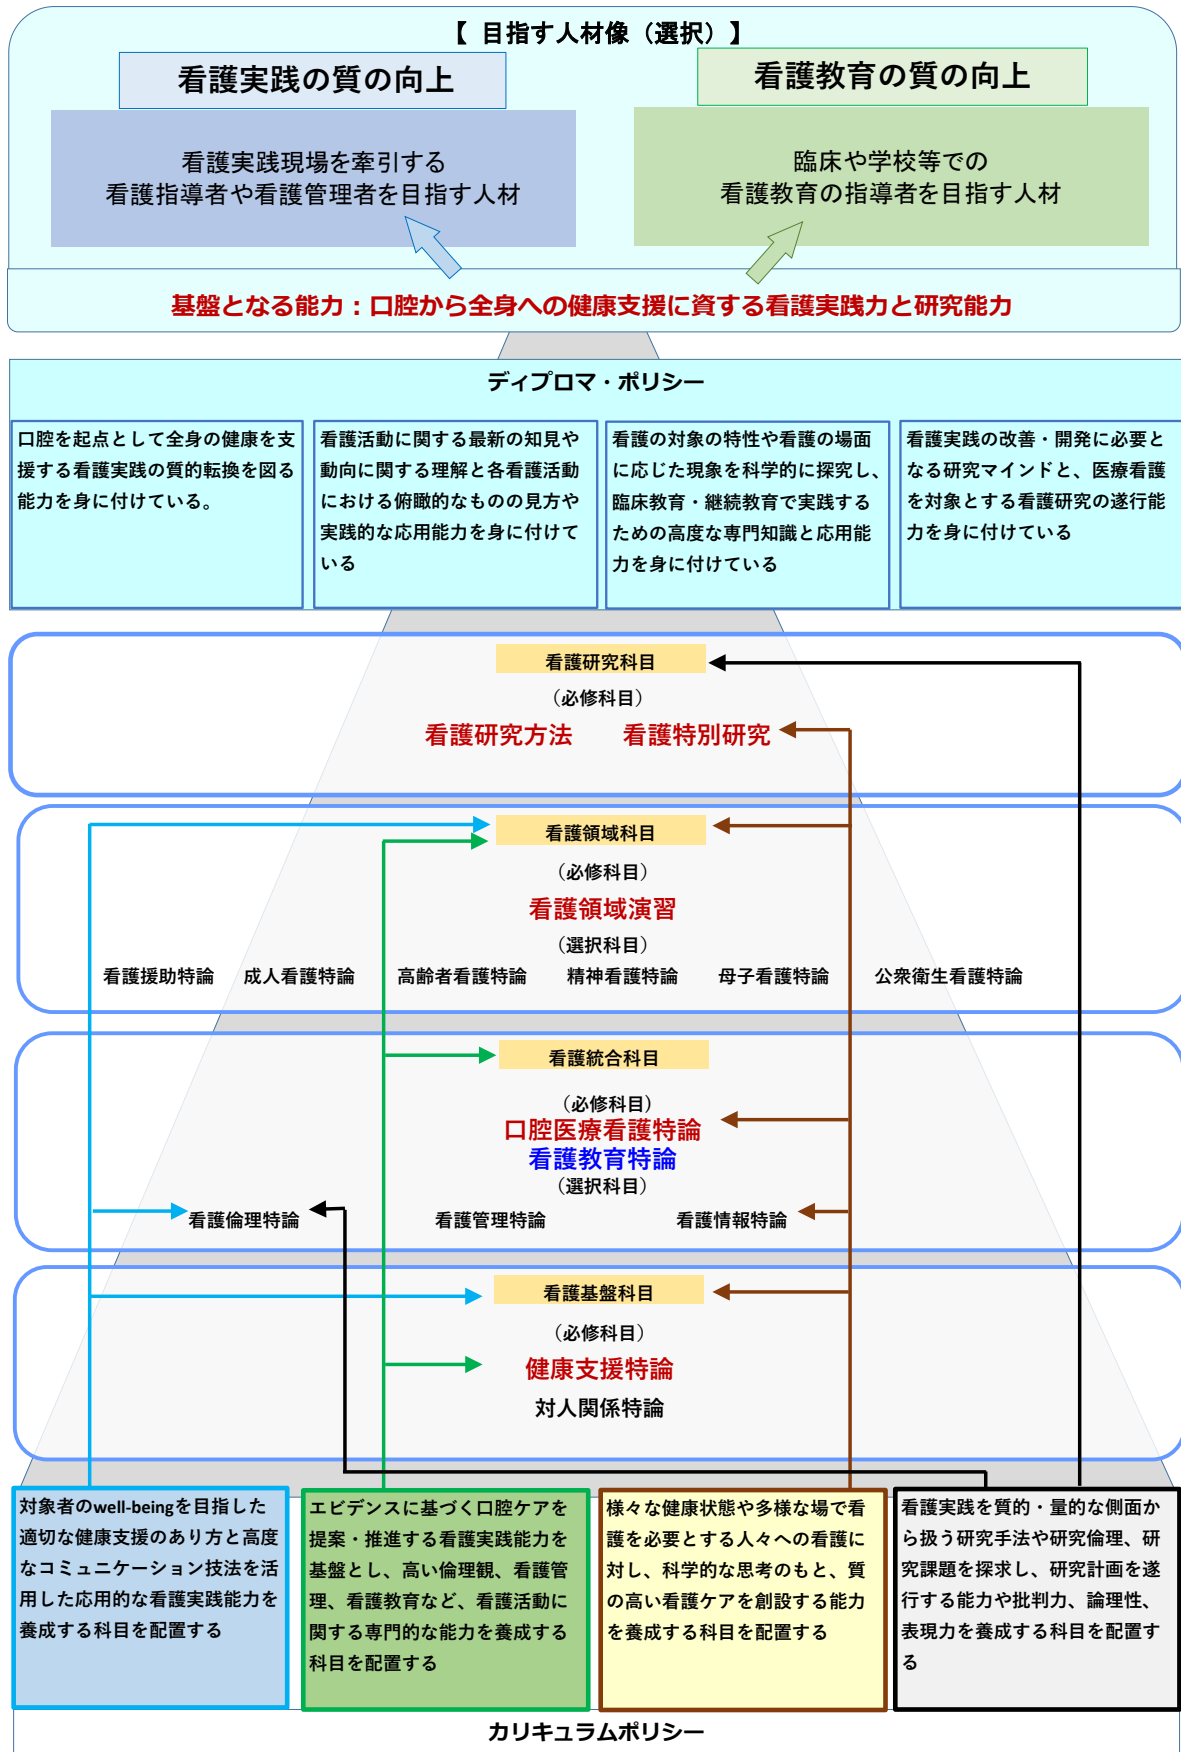 【 目指す人材像（選択）】
看護実践の質の向上
看護実践現場を牽引する
看護指導者や看護管理者を目指す人材
看護教育の質の向上
臨床や学校等での
看護教育の指導者を目指す人材
基盤となる能力：口腔から全身への健康支援に資する看護実践力と研究能力
ディプロマ・ポリシー
口腔を起点として全身の健康を支
援する看護実践の質的転換を図る
能力を身に付けている。
看護活動に関する最新の知見や
動向に関する理解と各看護活動
における俯瞰的なものの見方や
実践的な応用能力を身に付けて
いる
看護の対象の特性や看護の場面
に応じた現象を科学的に探究し、
臨床教育・継続教育で実践する
ための高度な専門知識と応用能
力を身に付けている
看護実践の改善・開発に必要と
なる研究マインドと、医療看護
を対象とする看護研究の遂行能
力を身に付けている
看護研究科目
（必修科目）
看護研究方法　看護特別研究
看護領域科目
（必修科目）
看護領域演習
（選択科目）
看護援助特論　成人看護特論　高齢者看護特論　精神看護特論　母子看護特論　公衆衛生看護特論
看護統合科目
（必修科目）
口腔医療看護特論
看護教育特論
（選択科目）
看護倫理特論　看護管理特論　看護情報特論
看護基盤科目
（必修科目）
健康支援特論
対人関係特論
対象者のwell-beingを目指した
適切な健康支援のあり方と高度
なコミュニケーション技法を活
用した応用的な看護実践能力を
養成する科目を配置する
エビデンスに基づく口腔ケアを
提案・推進する看護実践能力を
基盤とし、高い倫理観、看護管
理、看護教育など、看護活動に
関する専門的な能力を養成する
科目を配置する
様々な健康状態や多様な場で看
護を必要とする人々への看護に
対し、科学的な思考のもと、質
の高い看護ケアを創設する能力
を養成する科目を配置する
看護実践を質的・量的な側面か
ら扱う研究手法や研究倫理、研
究課題を探求し、研究計画を遂
行する能力や批判力、論理性、
表現力を養成する科目を配置す
る
カリキュラムポリシー